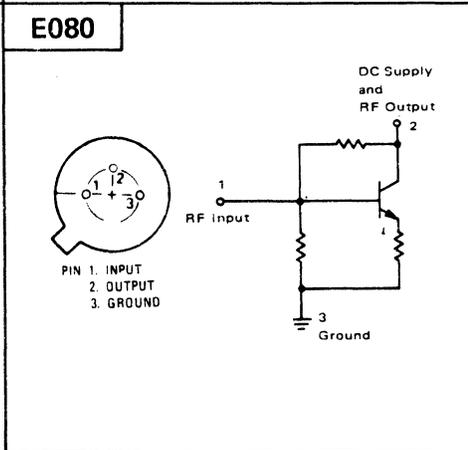 E080
DC Supply
and
RF Output
2
1
2
3
1
RF Input
PIN 1. INPUT
2. OUTPUT
3. GROUND
3
Ground